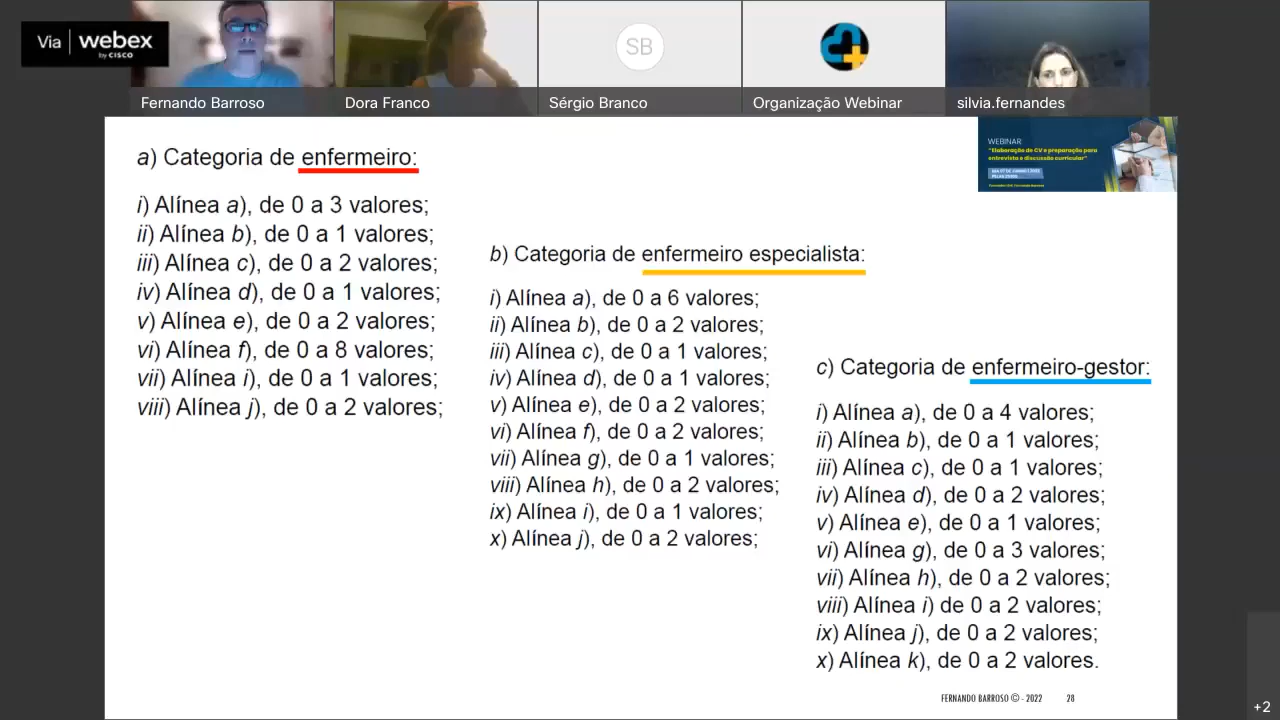 Via webex
by CISCO
Fernando Barroso
Dora Franco
SB
Sérgio Branco
Organização Webinar
silvia.fernandes
WEBINAR:
"Elaboração de CV e preparação para
entrevista e discussão curricular"
a) Categoria de enfermeiro:
i) Alínea a), de 0 a 3 valores;
ii) Alínea b), de 0 a 1 valores;
iii) Alínea c), de 0 a 2 valores;
iv) Alínea d), de 0 a 1 valores;
v) Alínea e), de 0 a 2 valores;
vi) Alínea f), de 0 a 8 valores;
vii) Alínea i), de 0 a 1 valores;
viii) Alínea j), de 0 a 2 valores;
b) Categoria de enfermeiro especialista:
i) Alínea a), de 0 a 6 valores;
ii) Alínea b), de 0 a 2 valores;
iii) Alínea c), de 0 a 1 valores;
iv) Alínea d), de 0 a 1 valores;
v) Alínea e), de 0 a 2 valores;
vi) Alínea f), de 0 a 2 valores;
vii) Alínea g), de 0 a 1 valores;
viii) Alínea h), de 0 a 2 valores;
ix) Alínea i), de 0 a 1 valores;
x) Alínea j), de 0 a 2 valores;
c) Categoria de enfermeiro-gestor:
i) Alínea a), de 0 a 4 valores;
ii) Alínea b), de 0 a 1 valores;
iii) Alínea c), de 0 a 1 valores;
iv) Alínea d), de 0 a 2 valores;
v) Alínea e), de 0 a 1 valores;
vi) Alínea g), de 0 a 3 valores;
vii) Alínea h), de 0 a 2 valores;
viii) Alínea i) de 0 a 2 valores;
ix) Alínea j), de 0 a 2 valores;
x) Alínea k), de 0 a 2 valores.
FERNANDO BARROSO © - 2022 28
+2